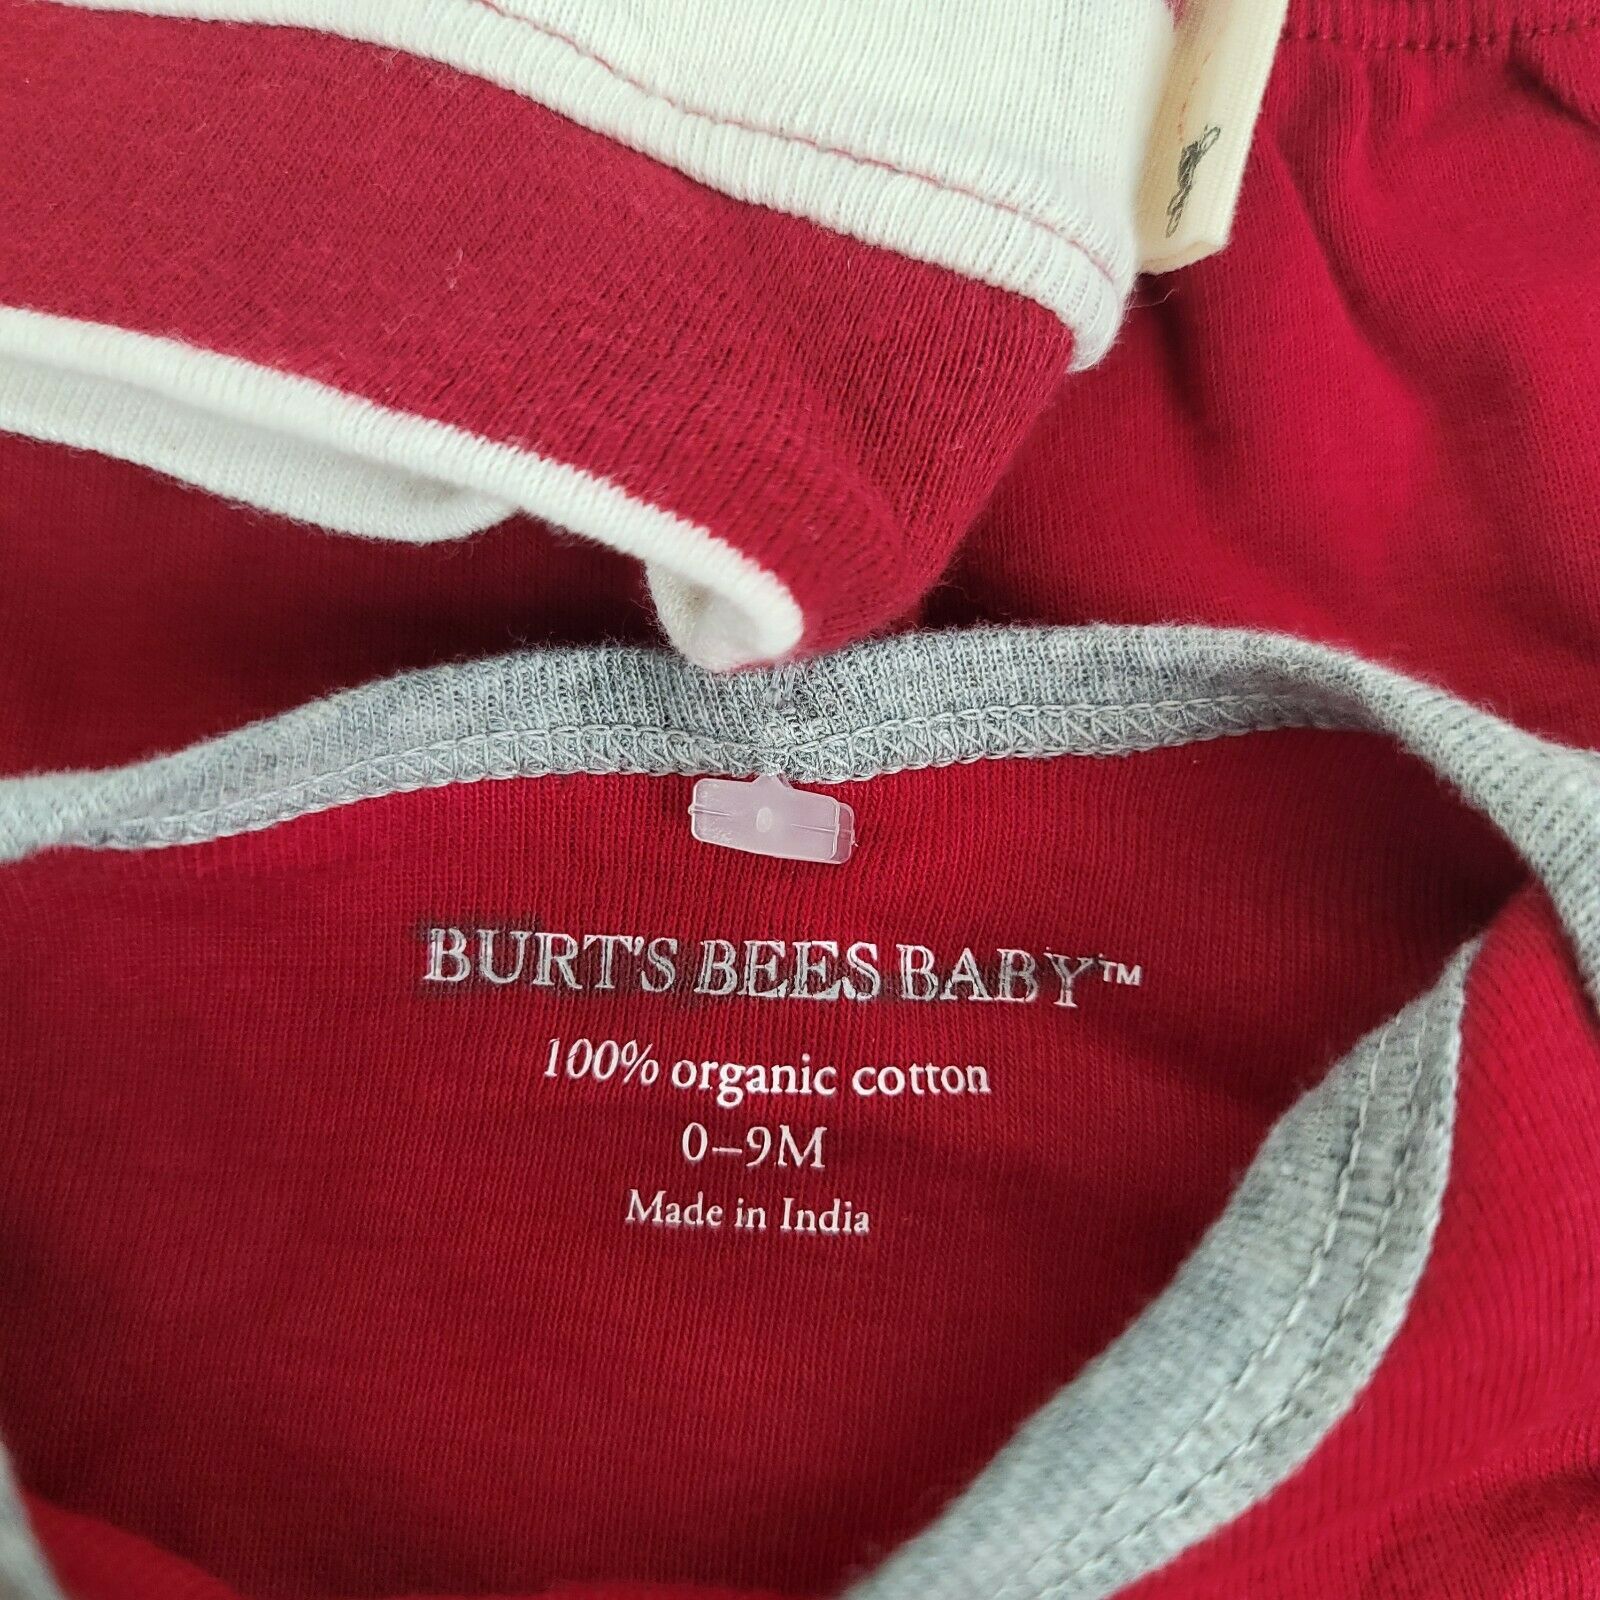 BURT'S BEES BABY™
100% organic cotton
0–9M
Made in India